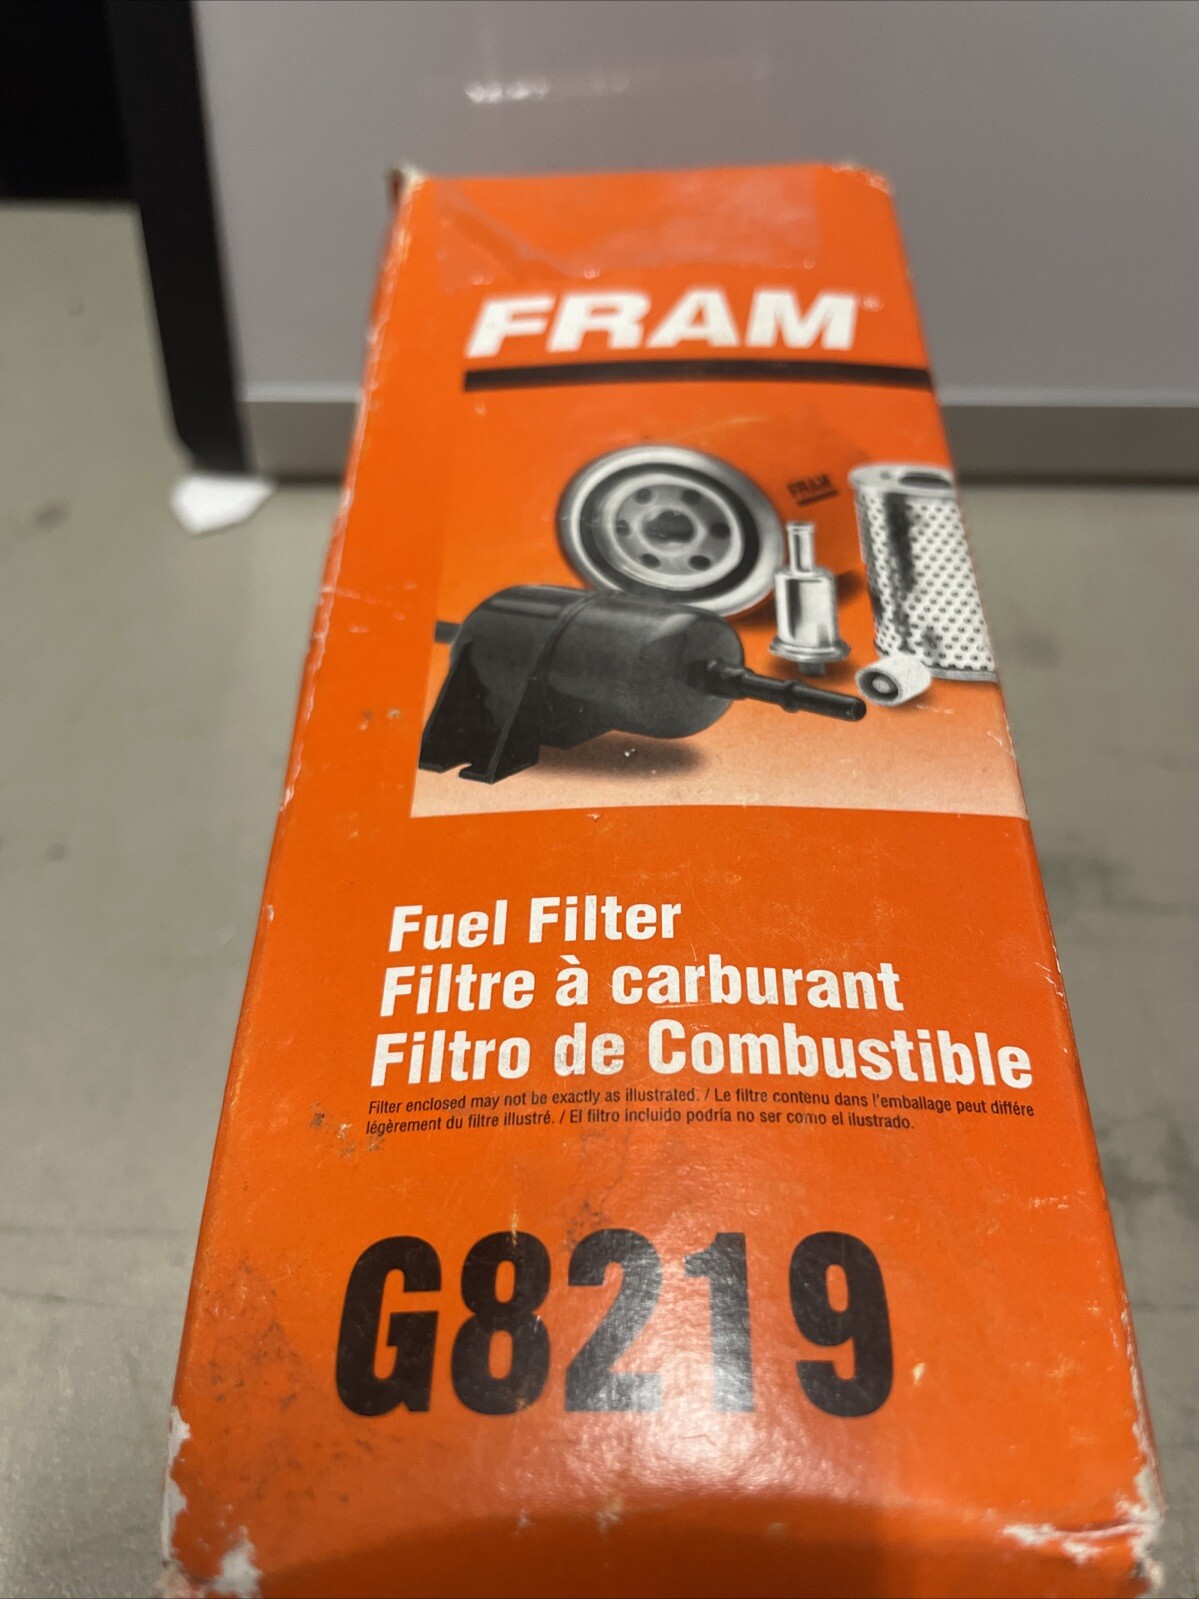 FRAM®
FRAM
Fuel Filter
Filtre à carburant
Filtro de Combustible
Filter enclosed may not be exactly as illustrated. / Le filtre contenu dans l'emballage peut différe
légèrement du filtre illustré. / El filtro incluido podría no ser como el ilustrado.
G8219